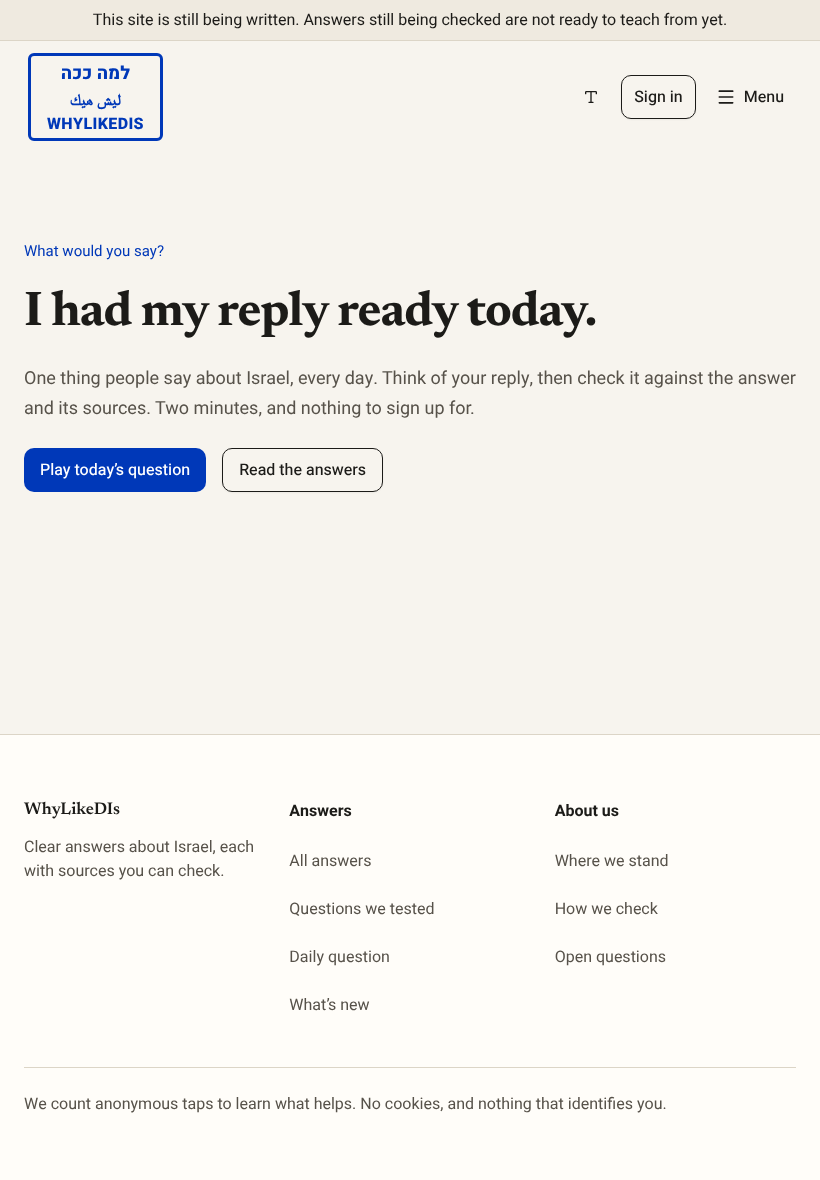 This site is still being written. Answers still being checked are not ready to teach from yet.
למה ככה
ليش هيك
WHYLIKEDIS
T
Sign in
Menu
What would you say?
I had my reply ready today.
One thing people say about Israel, every day. Think of your reply, then check it against the answer
and its sources. Two minutes, and nothing to sign up for.
Play today’s question
Read the answers
WhyLikeDIs
Clear answers about Israel, each
with sources you can check.
Answers
All answers
Questions we tested
Daily question
What’s new
About us
Where we stand
How we check
Open questions
We count anonymous taps to learn what helps. No cookies, and nothing that identifies you.